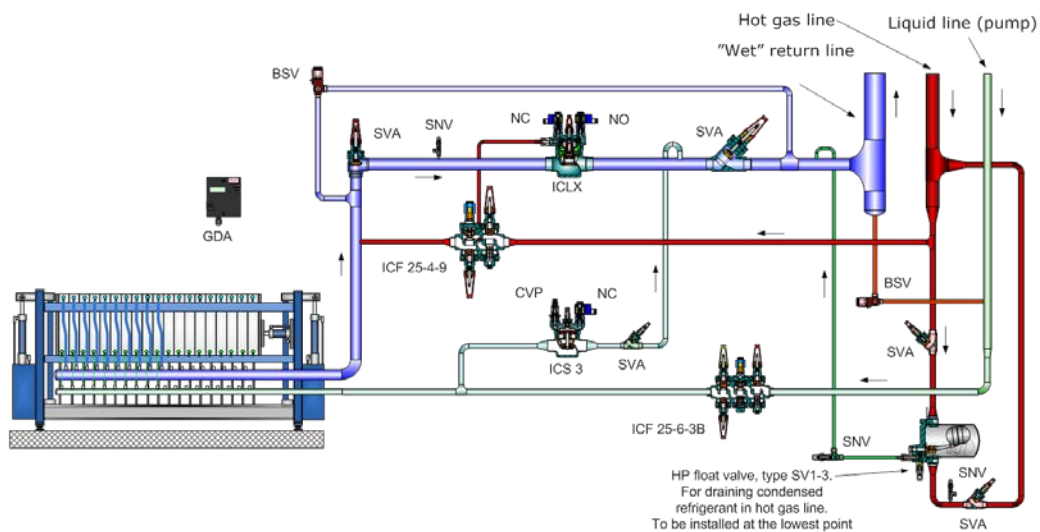 Hot gas line
Liquid line (pump)
"Wet" return line
BSV
SVA
SNV
NC
NO
SVA
ICLX
GDA
ICF 25-4-9
CVP
NC
BSV
SVA
ICS 3
SVA
ICF 25-6-3B
SNV
HP float valve, type SV1-3.
For draining condensed
refrigerant in hot gas line.
To be installed at the lowest point
SNV
SVA